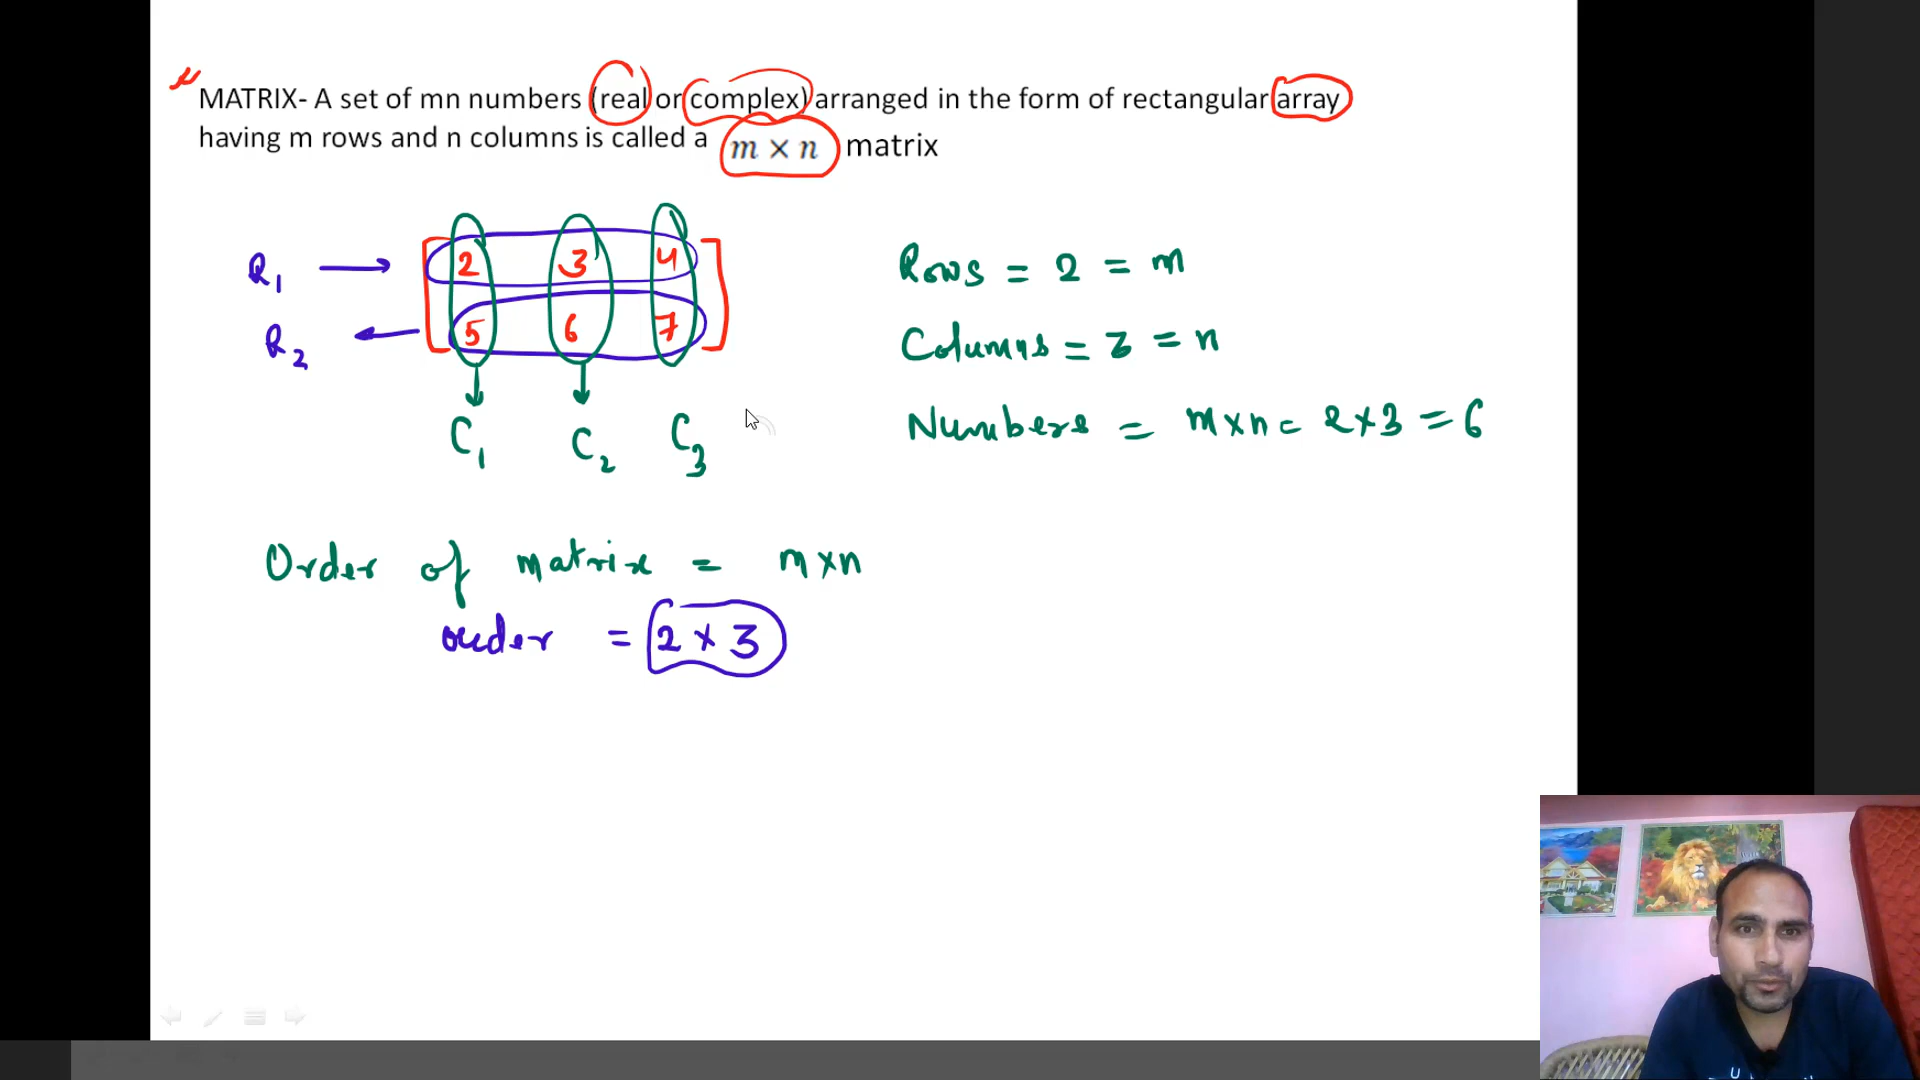 MATRIX- A set of mn numbers (real or complex) arranged in the form of rectangular array
having m rows and n columns is called a m × n matrix
R1 → [2 3 4]
R2 ← [5 6 7]
C1 C2 C3
Rows = 2 = m
Columns = 3 = n
Numbers = m×n = 2×3 = 6
Order of matrix = m×n
order = 2 × 3